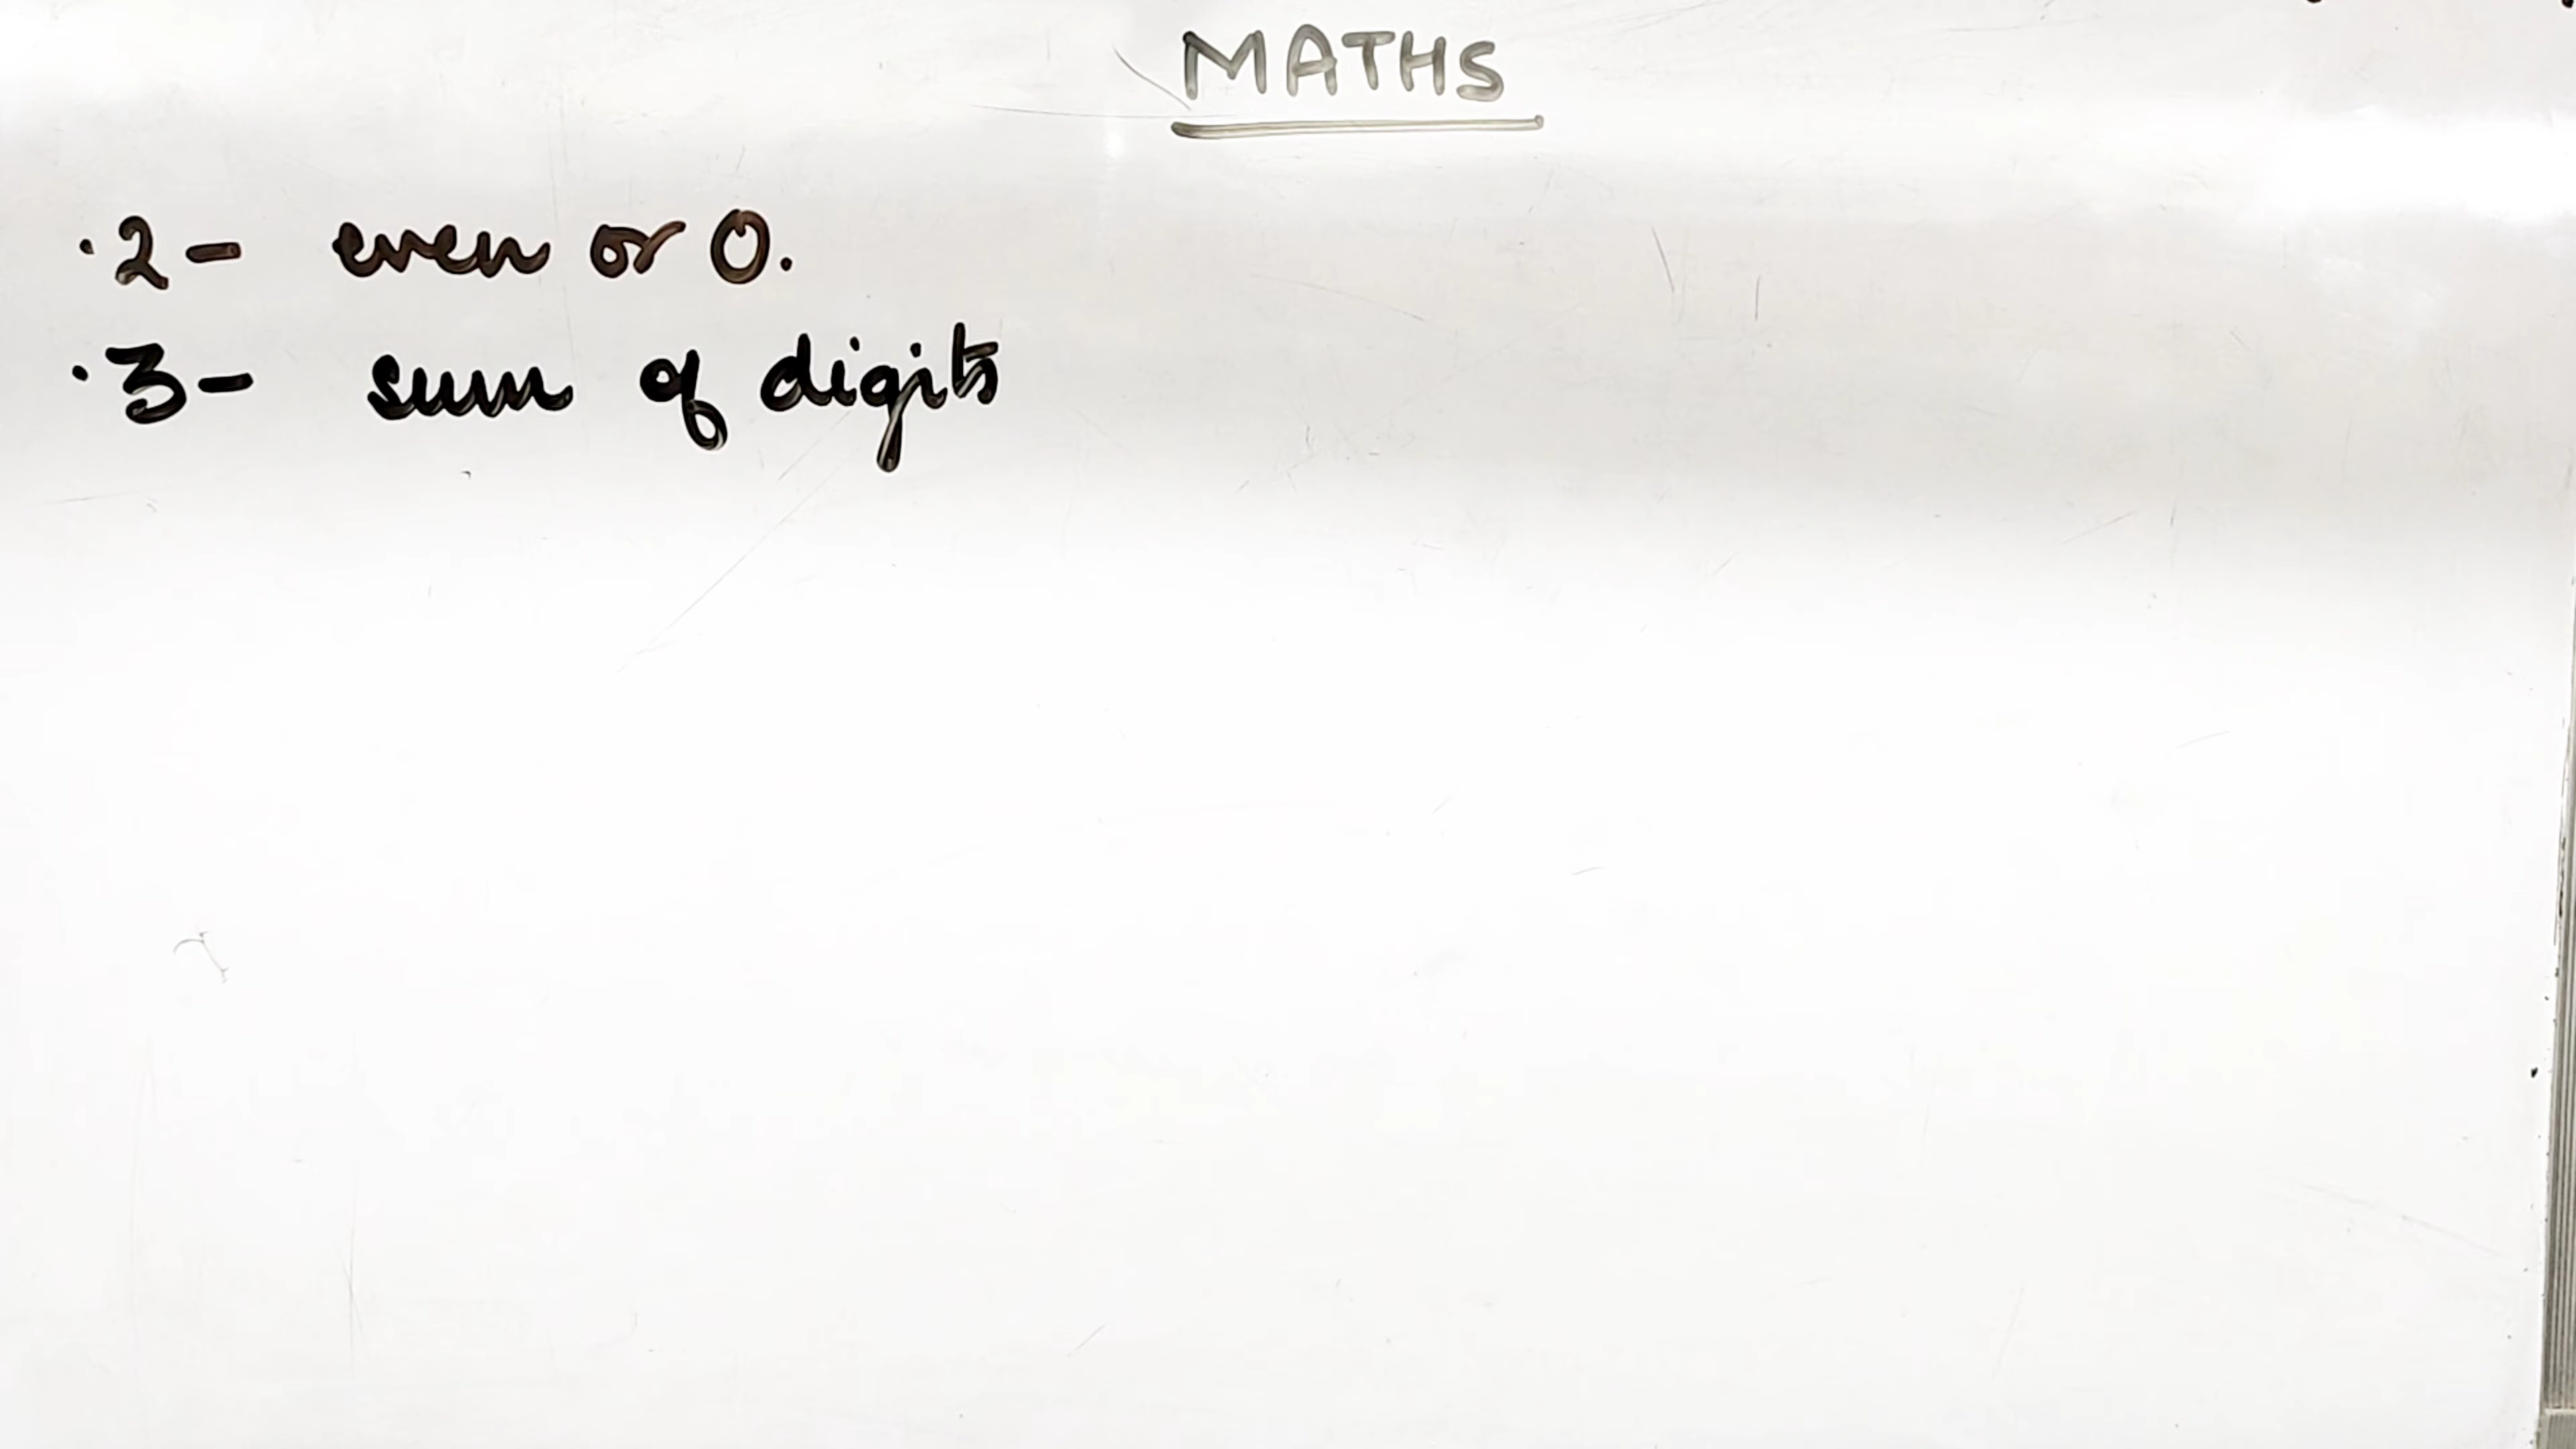 MATHS
·2- even or 0.
·3- sum of digits